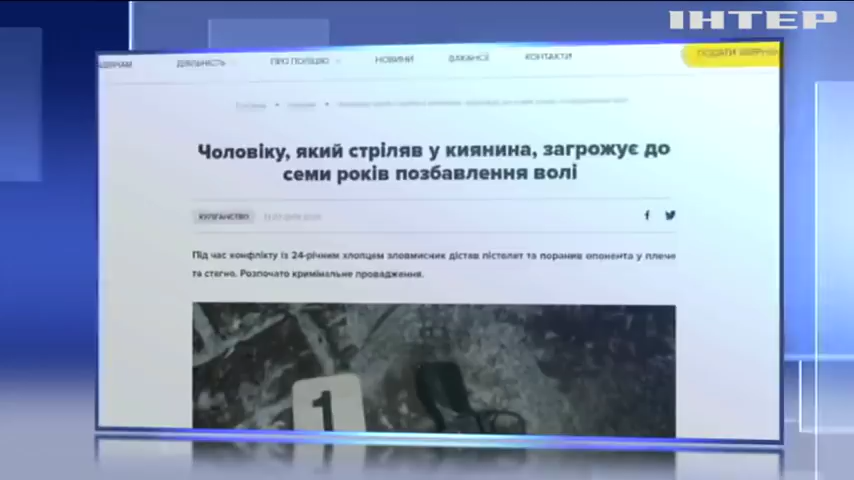 ІНТЕР
ДІЯЛЬНІСТЬ ПРО ПОЛІЦІЮ НОВИНИ ВАКАНСІЇ КОНТАКТИ ПОДАТИ
Чоловіку, який стріляв у киянина, загрожує до
семи років позбавлення волі
ХУЛІГАНСТВО
Під час конфлікту із 24-річним хлопцем зловмисник дістав пістолет та поранив опонента у плече
та стегно. Розпочато кримінальне провадження.
1